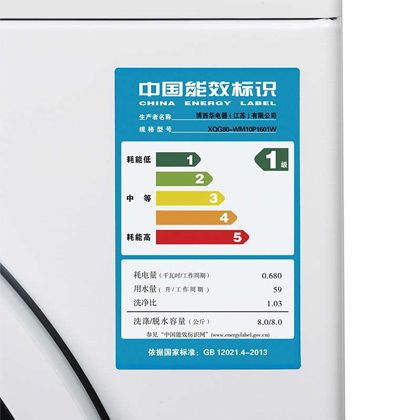 中国能效标识
CHINA ENERGY LABEL
生产者名称 博西华电器(江苏)有限公司
规格型号 XQG80-WM10P1601W
耗能低 1 1级
2
中等 3
4
耗能高 5
耗电量(千瓦时/工作周期) 0.680
用水量(升/工作周期) 59
洗净比 1.03
洗涤/脱水容量(公斤) 8.0/8.0
参见“中国能效标识网”(www.energylabel.gov.cn)
依据国家标准:GB 12021.4-2013